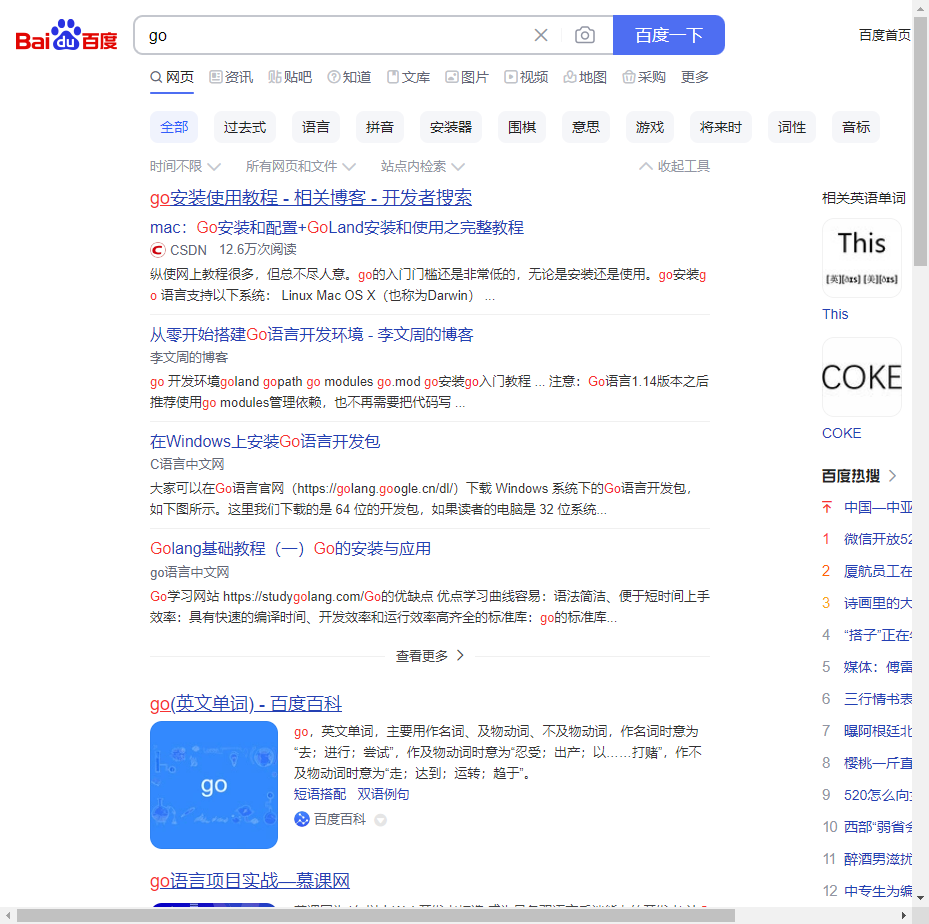 Bai du 百度
go
百度一下
百度首页
网页 资讯 贴吧 知道 文库 图片 视频 地图 采购 更多
全部 过去式 语言 拼音 安装器 围棋 意思 游戏 将来时 词性 音标
时间不限 所有网页和文件 站点内检索 收起工具
go安装使用教程 - 相关博客 - 开发者搜索
mac：Go安装和配置+GoLand安装和使用之完整教程
CSDN 12.6万次阅读
纵使网上教程很多，但总不尽人意。go的入门门槛还是非常低的，无论是安装还是使用。go安装g
o 语言支持以下系统： Linux Mac OS X（也称为Darwin） ...
从零开始搭建Go语言开发环境 - 李文周的博客
李文周的博客
go 开发环境goland gopath go modules go.mod go安装go入门教程 ... 注意：Go语言1.14版本之后
推荐使用go modules管理依赖，也不再需要把代码写 ...
在Windows上安装Go语言开发包
C语言中文网
大家可以在Go语言官网（https://golang.google.cn/dl/）下载 Windows 系统下的Go语言开发包，
如下图所示。这里我们下载的是 64 位的开发包，如果读者的电脑是 32 位系统...
Golang基础教程（一）Go的安装与应用
go语言中文网
Go学习网站 https://studygolang.com/Go的优缺点 优点学习曲线容易：语法简洁、便于短时间上手
效率：具有快速的编译时间、开发效率和运行效率高齐全的标准库：go的标准库...
查看更多
go(英文单词) - 百度百科
go
go，英文单词，主要用作名词、及物动词、不及物动词，作名词时意为
“去；进行；尝试”，作及物动词时意为“忍受；出产；以……打赌”，作不
及物动词时意为“走；达到；运转；趋于”。
短语搭配 双语例句
百度百科
go语言项目实战—慕课网
相关英语单词
This
[英][ðɪs] [美][ðɪs]
This
COKE
COKE
百度热搜
中国—中亚
1 微信开放52
2 厦航员工在
3 诗画里的大
4 “搭子”正在
5 媒体：傅雷
6 三行情书表
7 曝阿根廷北
8 樱桃一斤直
9 520怎么向
10 西部“弱省会
11 醉酒男滋扰
12 中专生为编